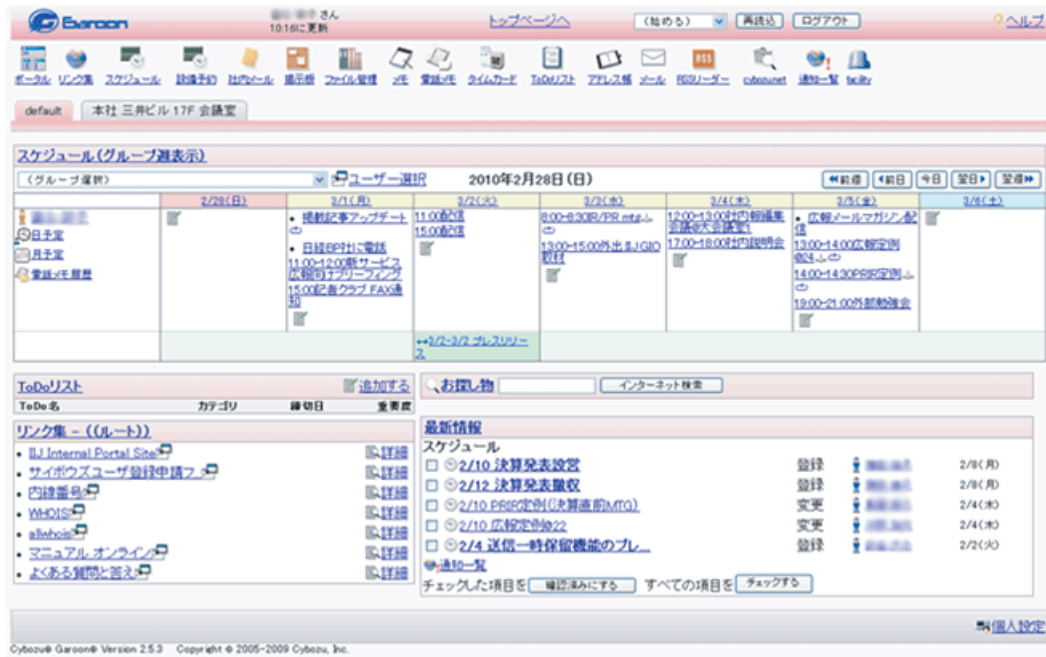 Garoon
さん
10:16に更新
トップページへ
(始める)
再読込
ログアウト
?ヘルプ
ポータル リンク集 スケジュール 設備予約 社内メール 掲示板 ファイル管理 メモ 電話メモ タイムカード ToDoリスト アドレス帳 メール RSSリーダー cybozunet 通知一覧 facility
default
本社 三井ビル 17F 会議室
スケジュール(グループ週表示)
(グループ選択)
ユーザー選択
2010年2月28日(日)
前週 前日 今日 翌日 翌週
2/28(日) 3/1(月) 3/2(火) 3/3(水) 3/4(木) 3/5(金) 3/6(土)
日予定
月予定
電話メモ履歴
・掲載記事アップデート
・日経BP社に電話
11:00-12:00新サービス
広報向けブリーフィング
15:00記者クラブ FAX通
知
11:00配信
15:00配信
8:00-8:30IR/PR mtg
13:00-15:00外出 IIJ GIO
取材
12:00-13:00社内報編集
会議@大会議室1
17:00-18:00社内説明会
・広報メールマガジン配
信
13:00-14:00広報定例
@24
14:00-14:30PRIR定例
19:00-21:00外部勉強会
3/2-3/2 プレスリリー
ス
ToDoリスト
追加する
ToDo名 カテゴリ 締切日 重要度
お探し物
インターネット検索
リンク集 - ((ルート))
・IIJ Internal Portal Site 詳細
・サイボウズユーザ登録申請フ 詳細
・内線番号 詳細
・WHOIS 詳細
・allwhois 詳細
・マニュアル オンライン 詳細
・よくある質問と答え 詳細
最新情報
スケジュール
2/10 決算発表設営 登録 2/8(月)
2/12 決算発表撤収 登録 2/8(月)
2/10 PRIR定例(決算直前MTG) 変更 2/4(木)
2/10 広報定例@22 変更 2/4(木)
2/4 送信一時保留機能のプレ... 登録 2/2(火)
通知一覧
チェックした項目を 確認済みにする すべての項目を チェックする
個人設定
Cybozu® Garoon® Version 2.5.3 Copyright © 2005-2009 Cybozu, Inc.